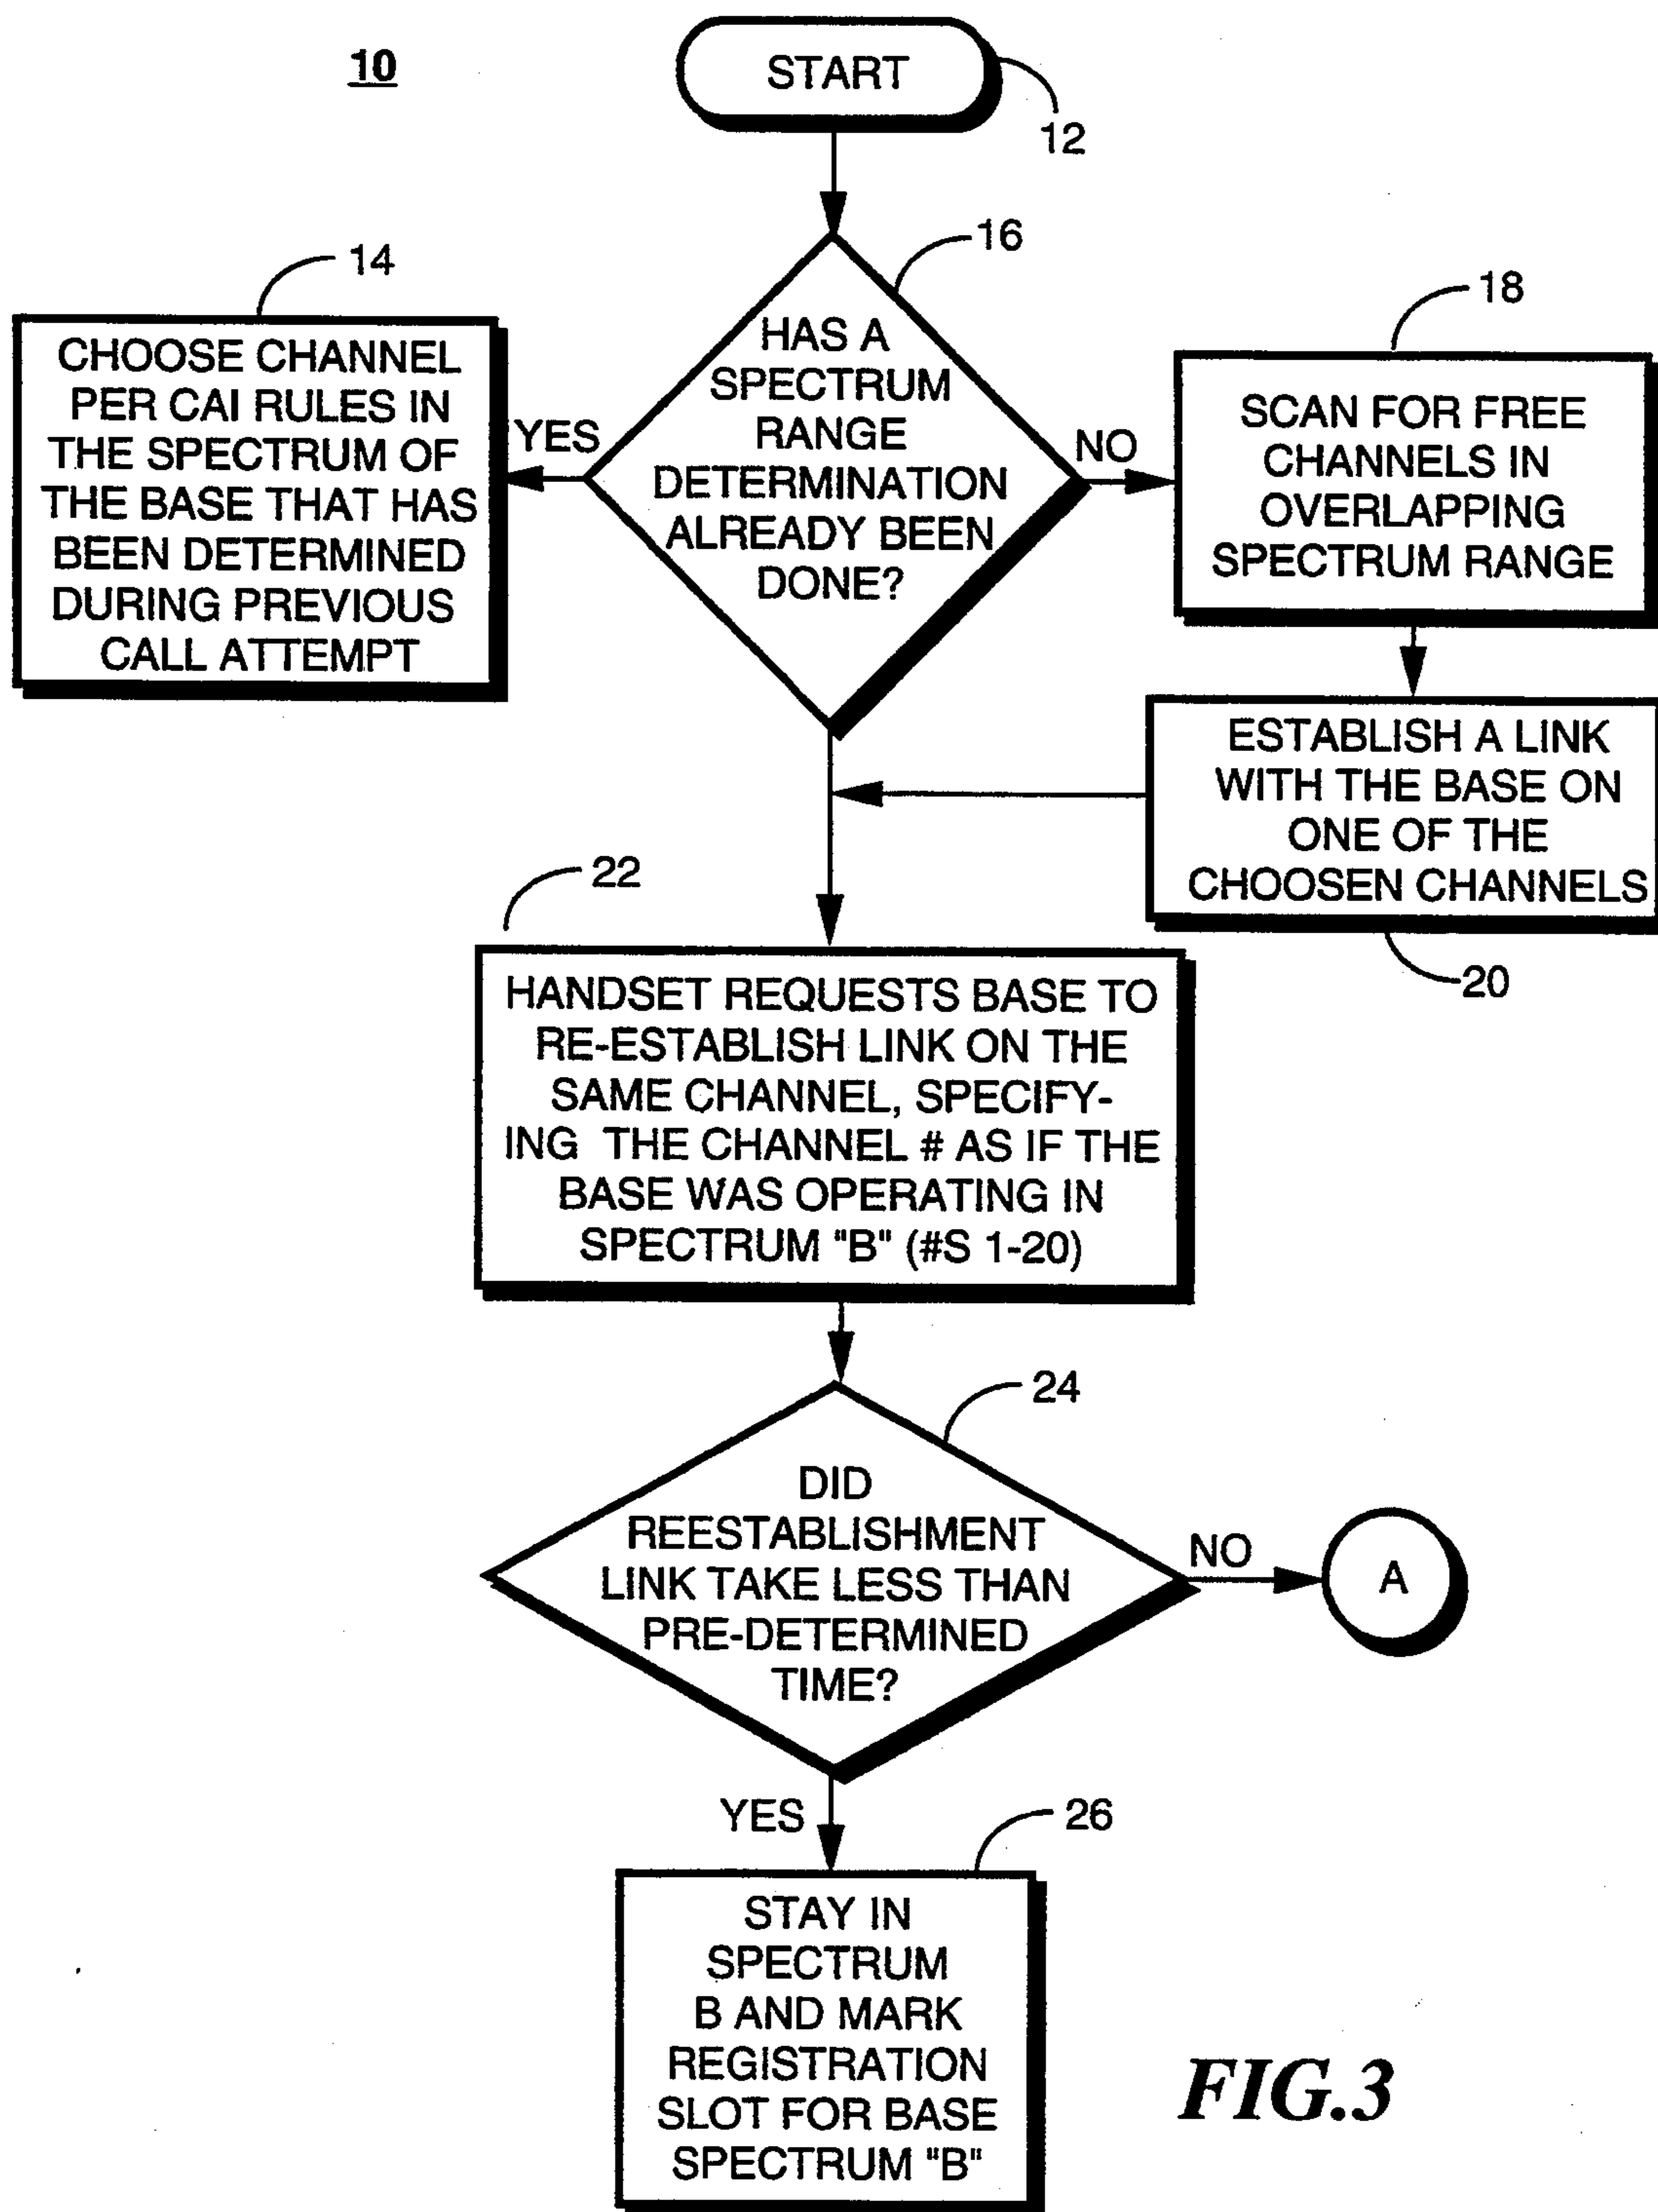 10
START
12
16
14
18
CHOOSE CHANNEL
PER CAI RULES IN
THE SPECTRUM OF
THE BASE THAT HAS
BEEN DETERMINED
DURING PREVIOUS
CALL ATTEMPT
YES
HAS A
SPECTRUM
RANGE
DETERMINATION
ALREADY BEEN
DONE?
NO
SCAN FOR FREE
CHANNELS IN
OVERLAPPING
SPECTRUM RANGE
ESTABLISH A LINK
WITH THE BASE ON
ONE OF THE
CHOOSEN CHANNELS
20
22
HANDSET REQUESTS BASE TO
RE-ESTABLISH LINK ON THE
SAME CHANNEL, SPECIFY-
ING THE CHANNEL # AS IF THE
BASE WAS OPERATING IN
SPECTRUM "B" (#S 1-20)
24
DID
REESTABLISHMENT
LINK TAKE LESS THAN
PRE-DETERMINED
TIME?
NO
A
YES
26
STAY IN
SPECTRUM
B AND MARK
REGISTRATION
SLOT FOR BASE
SPECTRUM "B"
FIG.3